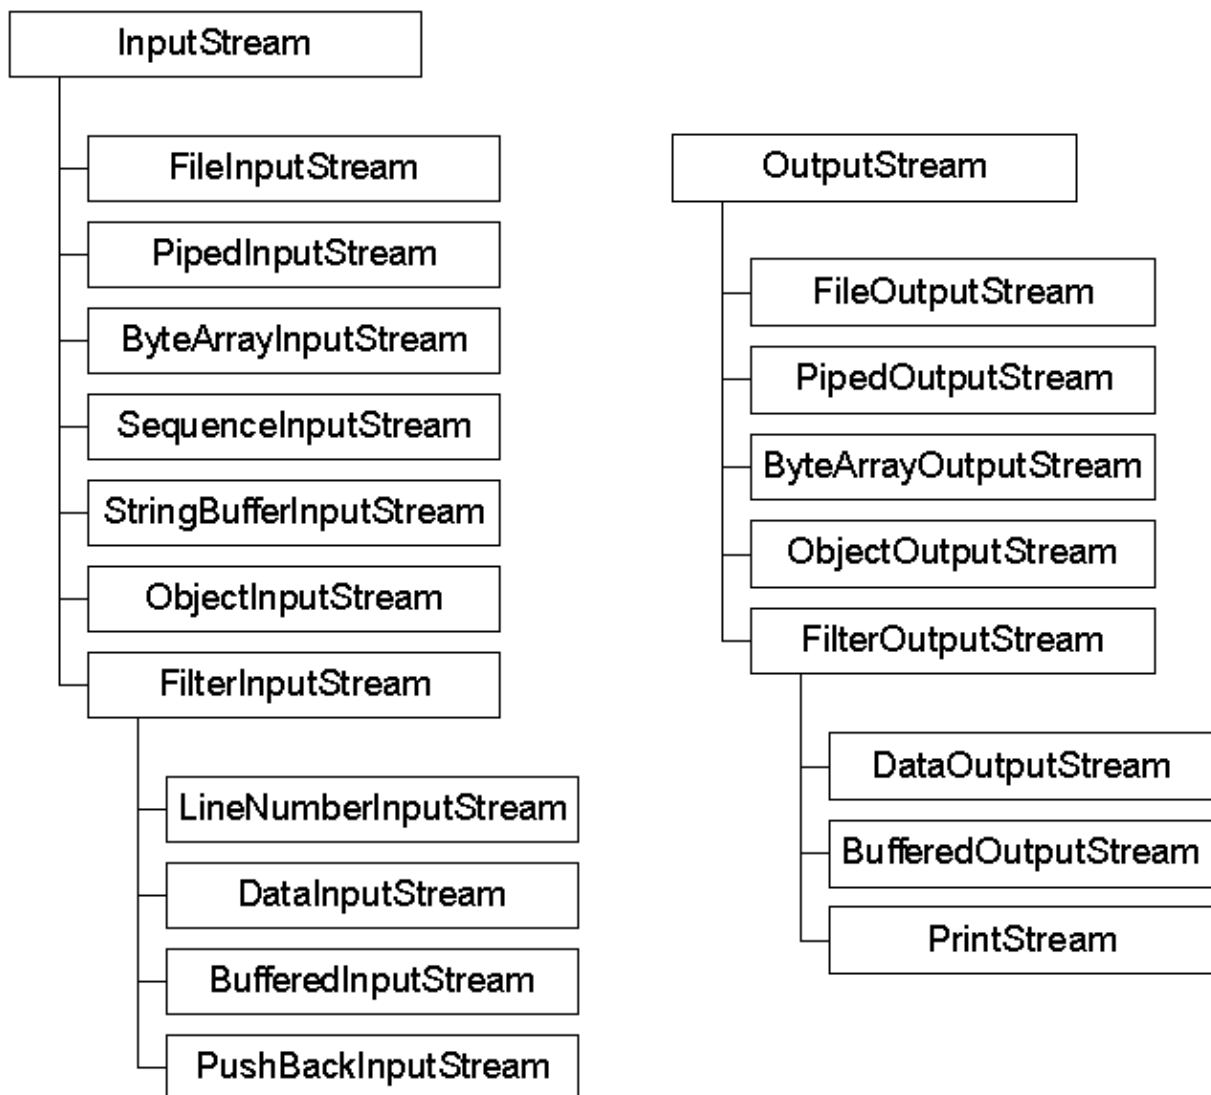 InputStream
FileInputStream
PipedInputStream
ByteArrayInputStream
SequenceInputStream
StringBufferInputStream
ObjectInputStream
FilterInputStream
LineNumberInputStream
DataInputStream
BufferedInputStream
PushBackInputStream
OutputStream
FileOutputStream
PipedOutputStream
ByteArrayOutputStream
ObjectOutputStream
FilterOutputStream
DataOutputStream
BufferedOutputStream
PrintStream